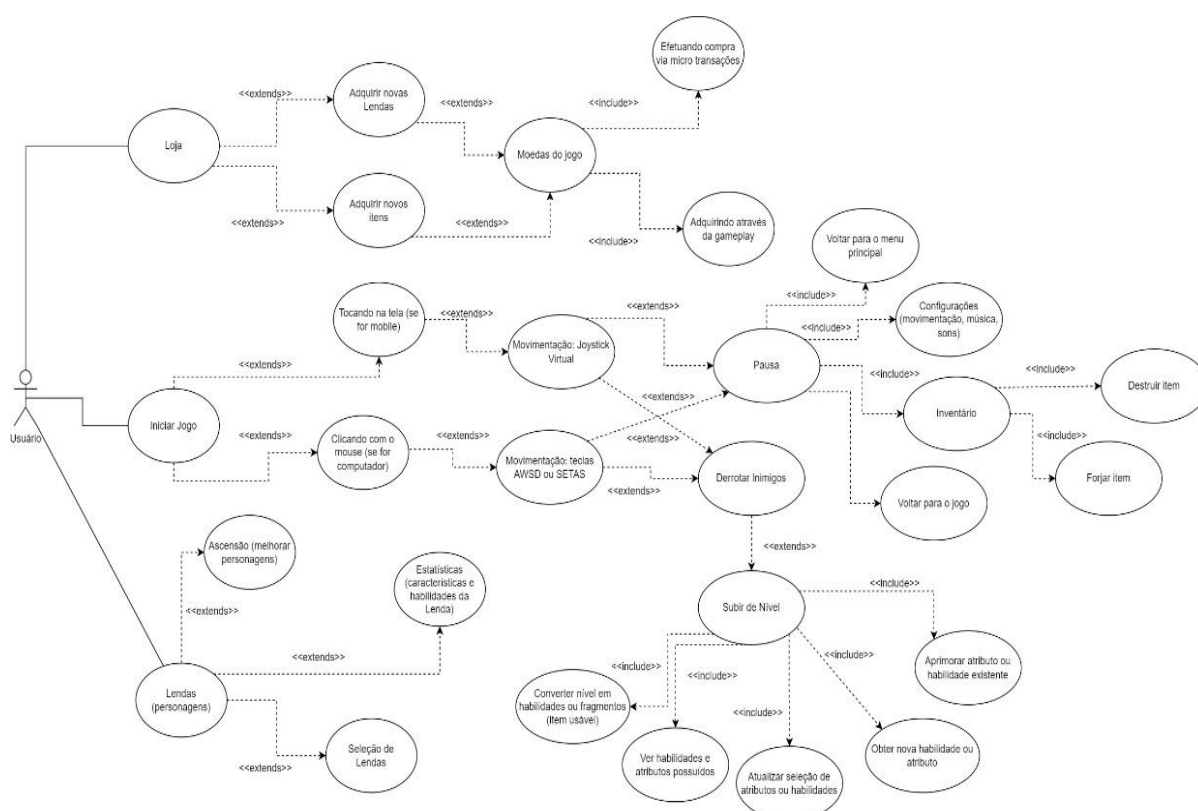 Efetuando compra
via micro transações
<<extends>>
Adquirir novas
Lendas
<<extends>>
<<include>>
Loja
Moedas do jogo
<<extends>>
Adquirir novos
itens
<<extends>>
<<include>>
Adquirindo através
da gameplay
Voltar para o menu
principal
Tocando na tela (se
for mobile)
<<extends>>
<<extends>>
<<include>>
Configurações
(movimentação, música,
sons)
<<include>>
Movimentação: Joystick
Virtual
Pausa
<<extends>>
<<include>>
<<include>>
Destruir item
Usuário
Iniciar Jogo
<<extends>>
Inventário
<<extends>>
Clicando com o
mouse (se for
computador)
<<extends>>
<<extends>>
<<include>>
Movimentação: teclas
AWSD ou SETAS
<<extends>>
Derrotar Inimigos
Forjar item
Voltar para o jogo
Ascensão (melhorar
personagens)
<<extends>>
Estatísticas
(características e
habilidades da
Lenda)
<<extends>>
<<include>>
Subir de Nível
<<extends>>
<<include>>
<<include>>
Aprimorar atributo ou
habilidade existente
Lendas
(personagens)
Converter nível em
habilidades ou fragmentos
(Item usável)
<<include>>
Seleção de
Lendas
<<extends>>
Ver habilidades e
atributos possuídos
Atualizar seleção de
atributos ou habilidades
Obter nova habilidade ou
atributo